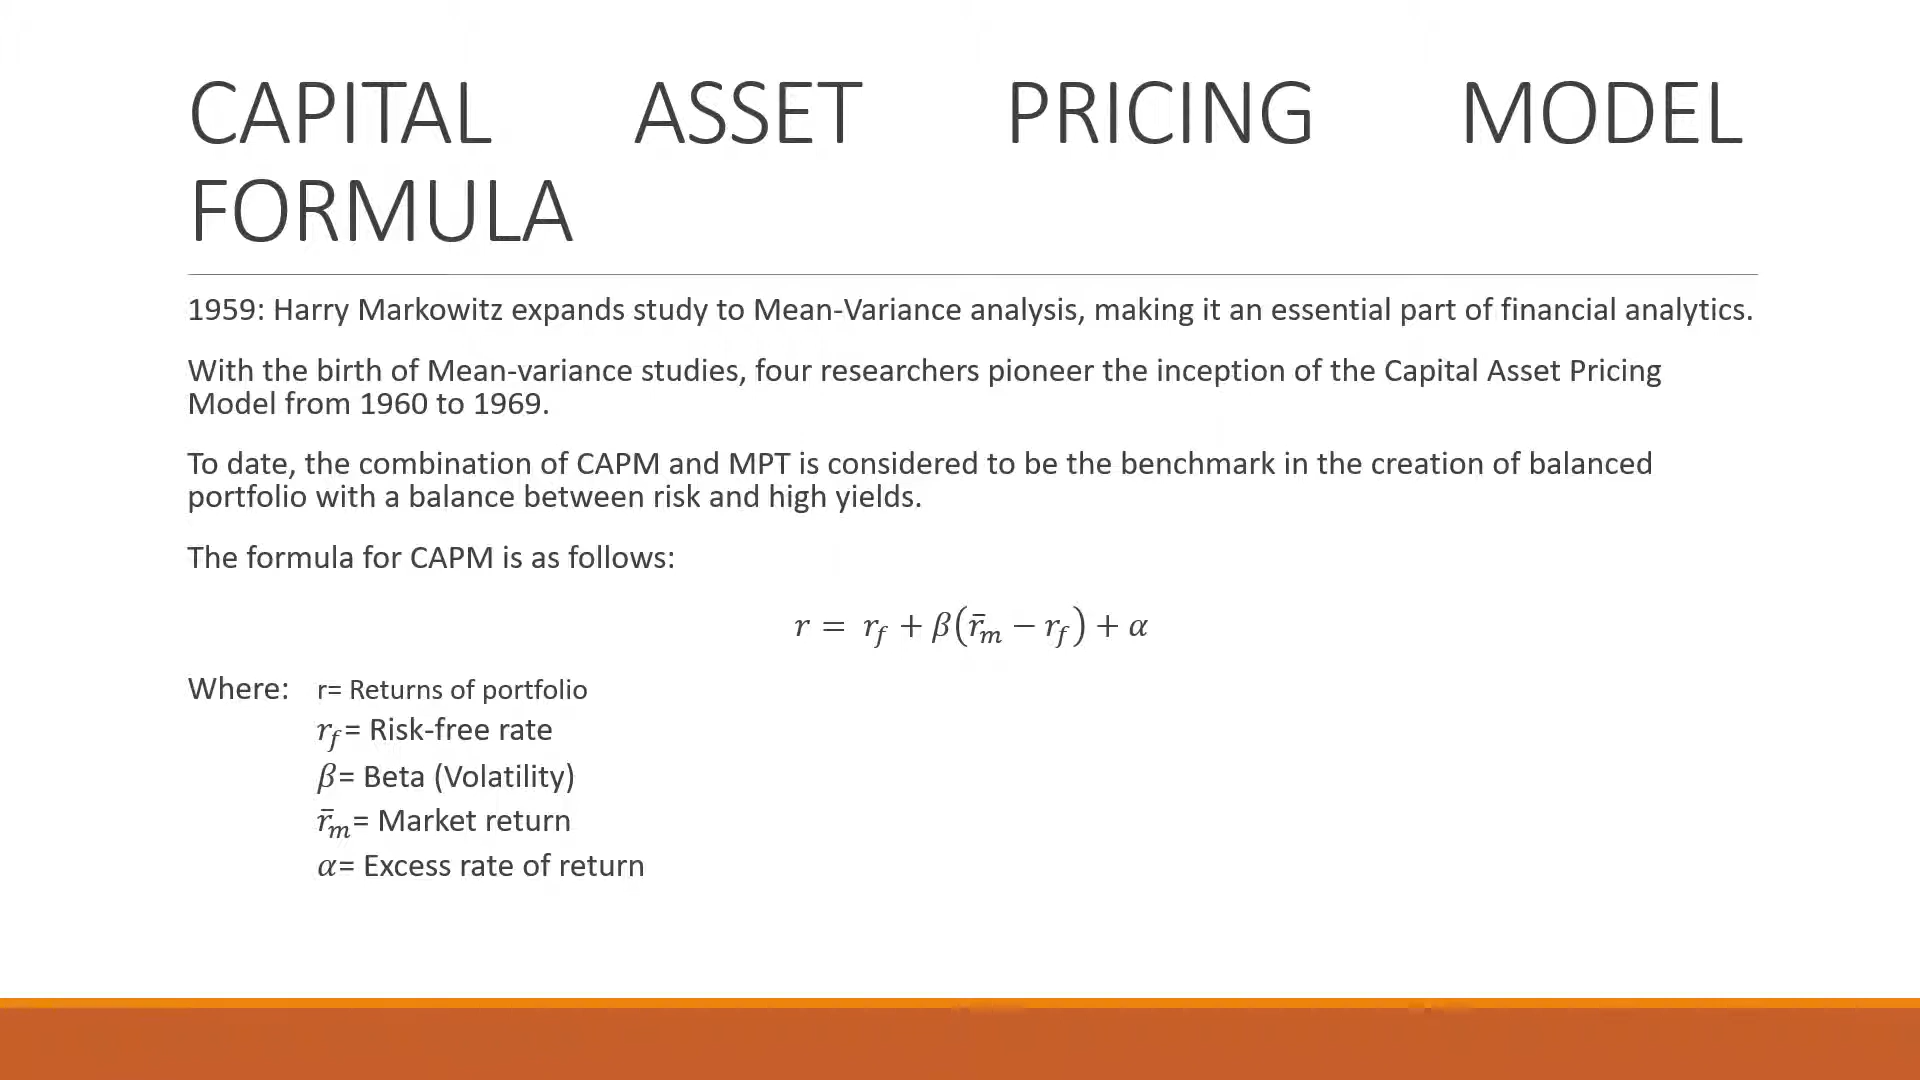 CAPITAL ASSET PRICING MODEL
FORMULA
1959: Harry Markowitz expands study to Mean-Variance analysis, making it an essential part of financial analytics.
With the birth of Mean-variance studies, four researchers pioneer the inception of the Capital Asset Pricing
Model from 1960 to 1969.
To date, the combination of CAPM and MPT is considered to be the benchmark in the creation of balanced
portfolio with a balance between risk and high yields.
The formula for CAPM is as follows:
r = r_f + β(r̄_m − r_f) + α
Where: r= Returns of portfolio
r_f= Risk-free rate
β= Beta (Volatility)
r̄_m= Market return
α= Excess rate of return